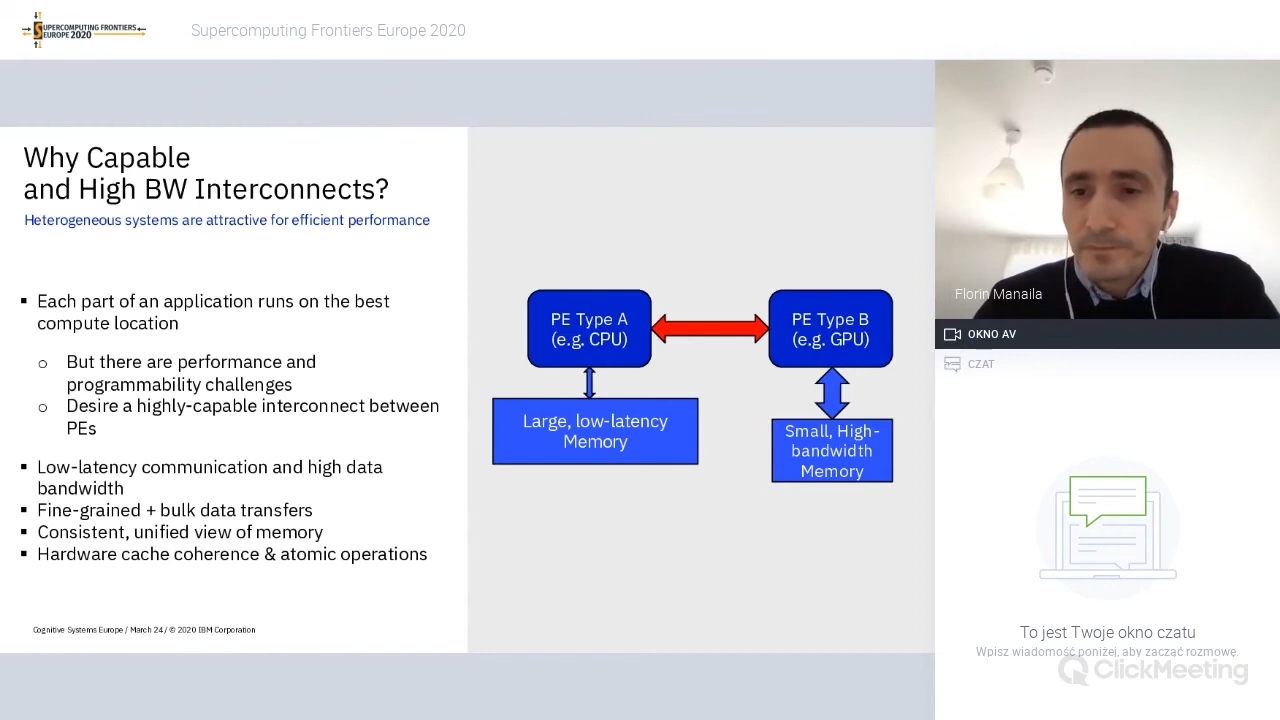 SUPERCOMPUTING FRONTIERS
EUROPE 2020
Supercomputing Frontiers Europe 2020
Why Capable
and High BW Interconnects?
Heterogeneous systems are attractive for efficient performance
▪ Each part of an application runs on the best
compute location
o But there are performance and
programmability challenges
o Desire a highly-capable interconnect between
PEs
▪ Low-latency communication and high data
bandwidth
▪ Fine-grained + bulk data transfers
▪ Consistent, unified view of memory
▪ Hardware cache coherence & atomic operations
Cognitive Systems Europe / March 24 / © 2020 IBM Corporation
PE Type A
(e.g. CPU)
PE Type B
(e.g. GPU)
Large, low-latency
Memory
Small, High-
bandwidth
Memory
Florin Manaila
OKNO AV
CZAT
To jest Twoje okno czatu
Wpisz wiadomość poniżej, aby zacząć rozmowę.
ClickMeeting